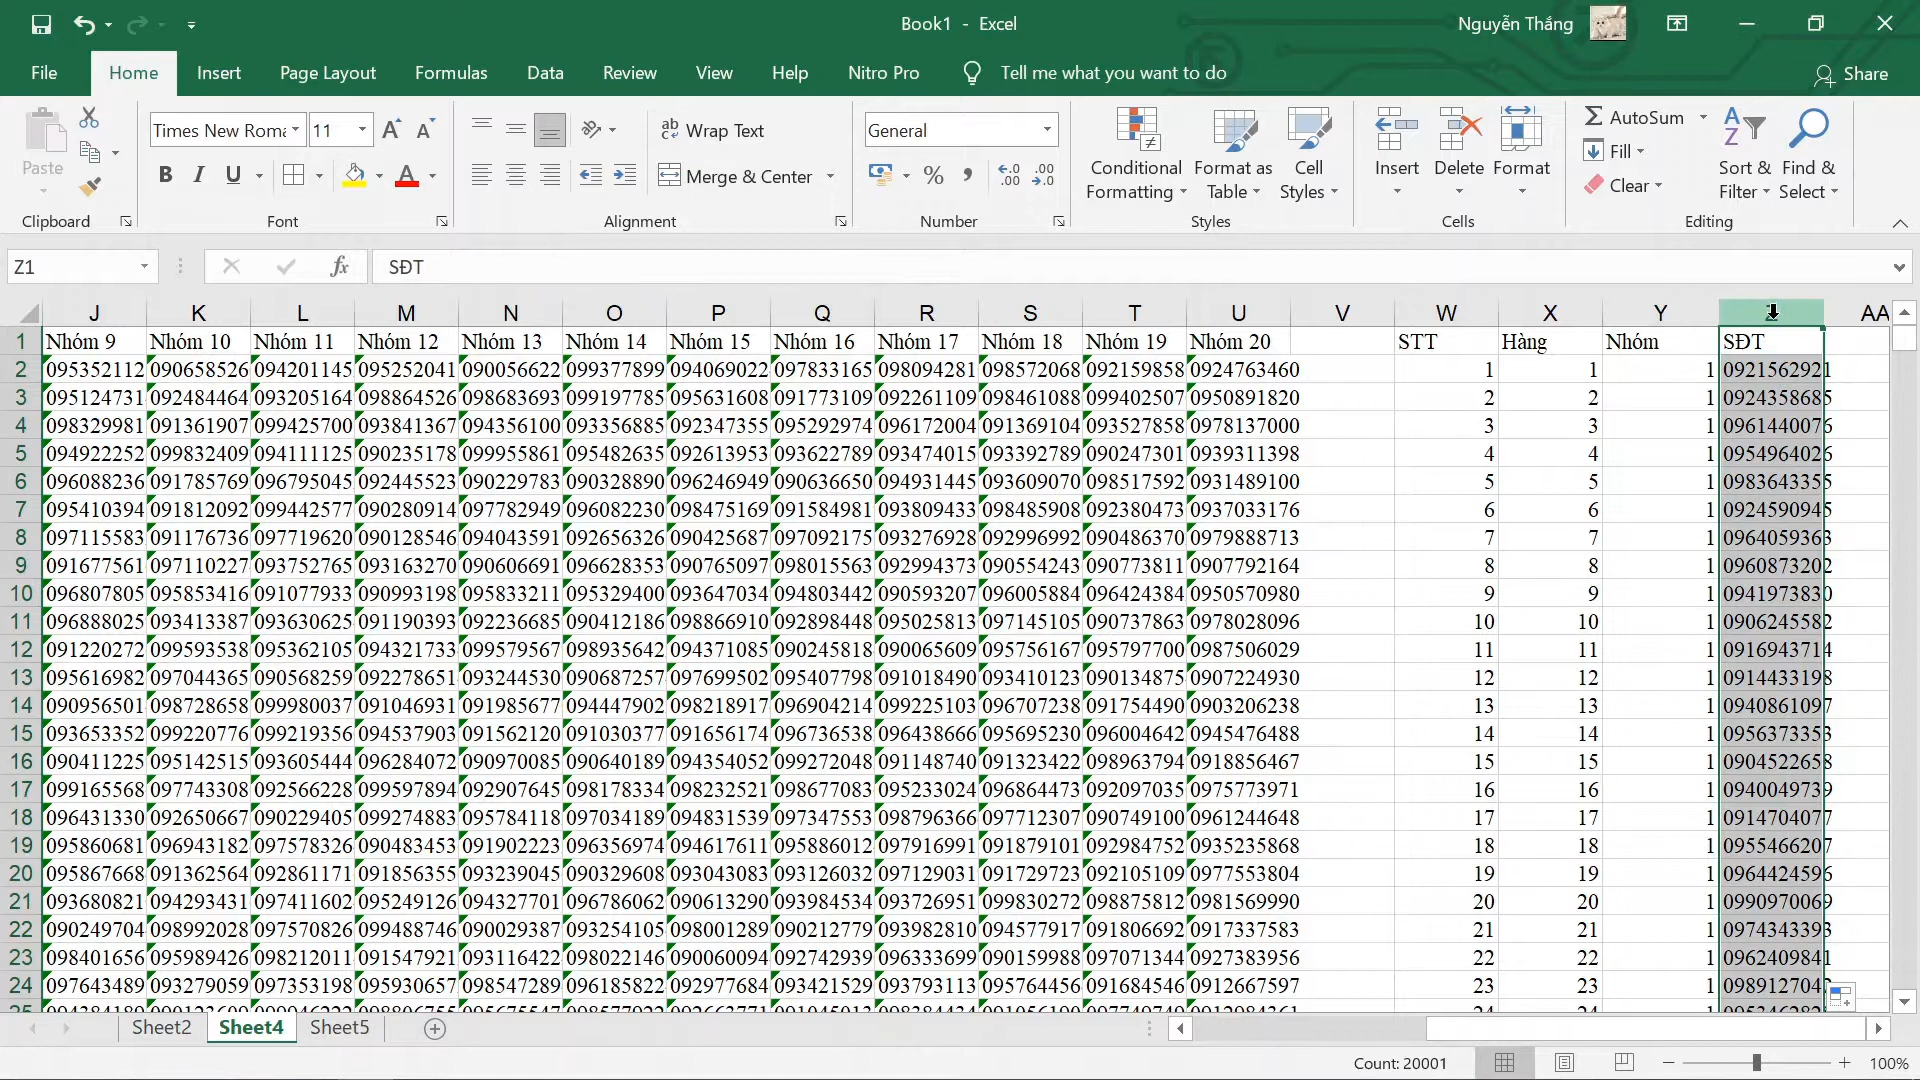 Book1 - Excel
Nguyễn Thắng
File Home Insert Page Layout Formulas Data Review View Help Nitro Pro Tell me what you want to do Share
Times New Roma 11 Wrap Text General AutoSum
Paste Conditional Formatting Format as Table Cell Styles Insert Delete Format Fill Sort & Filter Find & Select
B I U Merge & Center % Clear
Clipboard Font Alignment Number Styles Cells Editing
Z1 fx SĐT
J K L M N O P Q R S T U V W X Y Z AA
1 Nhóm 9 Nhóm 10 Nhóm 11 Nhóm 12 Nhóm 13 Nhóm 14 Nhóm 15 Nhóm 16 Nhóm 17 Nhóm 18 Nhóm 19 Nhóm 20 STT Hàng Nhóm SĐT
2 095352112 090658526 094201145 095252041 090056622 099377899 094069022 097833165 098094281 098572068 092159858 0924763460 1 1 1 0921562921
3 095124731 092484464 093205164 098864526 098683693 099197785 095631608 091773109 092261109 098461088 099402507 0950891820 2 2 1 0924358685
4 098329981 091361907 099425700 093841367 094356100 093356885 092347355 095292974 096172004 091369104 093527858 0978137000 3 3 1 0961440076
5 094922252 099832409 094111125 090235178 099955861 095482635 092613953 093622789 093474015 093392789 090247301 0939311398 4 4 1 0954964026
6 096088236 091785769 096795045 092445523 090229783 090328890 096246949 090636650 094931445 093609070 098517592 0931489100 5 5 1 0983643355
7 095410394 091812092 099442577 090280914 097782949 096082230 098475169 091584981 093809433 098485908 092380473 0937033176 6 6 1 0924590945
8 097115583 091176736 097719620 090128546 094043591 092656326 090425687 097092175 093276928 092996992 090486370 0979888713 7 7 1 0964059363
9 091677561 097110227 093752765 093163270 090606691 096628353 090765097 098015563 092994373 090554243 090773811 0907792164 8 8 1 0960873202
10 096807805 095853416 091077933 090993198 095833211 095329400 093647034 094803442 090593207 096005884 096424384 0950570980 9 9 1 0941973830
11 096888025 093413387 093630625 091190393 092236685 090412186 098866910 092898448 095025813 097145105 090737863 0978028096 10 10 1 0906245582
12 091220272 099593538 095362105 094321733 099579567 098935642 094371085 090245818 090065609 095756167 095797700 0987506029 11 11 1 0916943714
13 095616982 097044365 090568259 092278651 093244530 090687257 097699502 095407798 091018490 093410123 090134875 0907224930 12 12 1 0914433198
14 090956501 098728658 099980037 091046931 091985677 094447902 098218917 096904214 099225103 096707238 091754490 0903206238 13 13 1 0940861097
15 093653352 099220776 099219356 094537903 091562120 091030377 091656174 096736538 096438666 095695230 096004642 0945476488 14 14 1 0956373353
16 090411225 095142515 093605444 096284072 090970085 090640189 094354052 099272048 091148740 091323422 098963794 0918856467 15 15 1 0904522658
17 099165568 097743308 092566228 099597894 092907645 098178334 098232521 098677083 095233024 096864473 092097035 0975773971 16 16 1 0940049739
18 096431330 092650667 090229405 099274883 095784118 097034189 094831539 097347553 098796366 097712307 090749100 0961244648 17 17 1 0914704077
19 095860681 096943182 097578326 090483453 091902223 096356974 094617611 095886012 097916991 091879101 092984752 0935235868 18 18 1 0955466207
20 095867668 091362564 092861171 091856355 093239045 090329608 093043083 093126032 097129031 091729723 092105109 0977553804 19 19 1 0964424596
21 093680821 094293431 097411602 095249126 094327701 096786062 090613290 093984534 093726951 099830272 098875812 0981569990 20 20 1 0990970069
22 090249704 098992028 097570826 099488746 090029387 093254105 098001289 090212779 093982810 094577917 091806692 0917337583 21 21 1 0974343393
23 098401656 095989426 098212011 091547921 093116422 098022146 090060094 092742939 096333699 090159988 097071344 0927383956 22 22 1 0962409841
24 097643489 093279059 097353198 095930657 098547289 096185822 092977684 093421529 093793113 095764456 091684546 0912667597 23 23 1 098912704
Sheet2 Sheet4 Sheet5
Count: 20001 100%